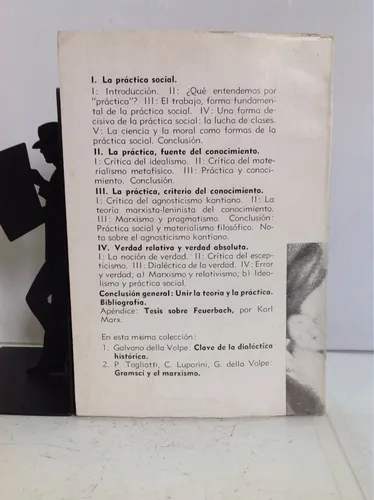 I. La práctica social.
I: Introducción. II: ¿Qué entendemos por
"práctica"? III: El trabajo, forma fundamen-
tal de la práctica social. IV: Una forma de-
cisiva de la práctica social: la lucha de clases.
V: La ciencia y la moral como formas de la
práctica social. Conclusión.
II. La práctica, fuente del conocimiento.
I: Crítica del idealismo. II: Crítica del mate-
rialismo metafísico. III: Práctica y conoci-
miento. Conclusión.
III. La práctica, criterio del conocimiento.
I: Crítica del agnosticismo kantiano. II: La
teoría marxista-leninista del conocimiento.
III: Marxismo y pragmatismo. Conclusión:
Práctica social y materialismo filosófico. No-
ta sobre el agnosticismo kantiano.
IV. Verdad relativa y verdad absoluta.
I: La noción de verdad. II: Crítica del escep-
ticismo. III: Dialéctica de la verdad. IV: Error
y verdad; a) Marxismo y relativismo; b) Idea-
lismo y práctica social.
Conclusión general: Unir la teoría y la práctica.
Bibliografía.
Apéndice: Tesis sobre Feuerbach, por Karl
Marx.
En esta misma colección:
1. Galvano della Volpe: Clave de la dialéctica
histórica.
2. P. Togliatti, C. Luporini, G. della Volpe:
Gramsci y el marxismo.